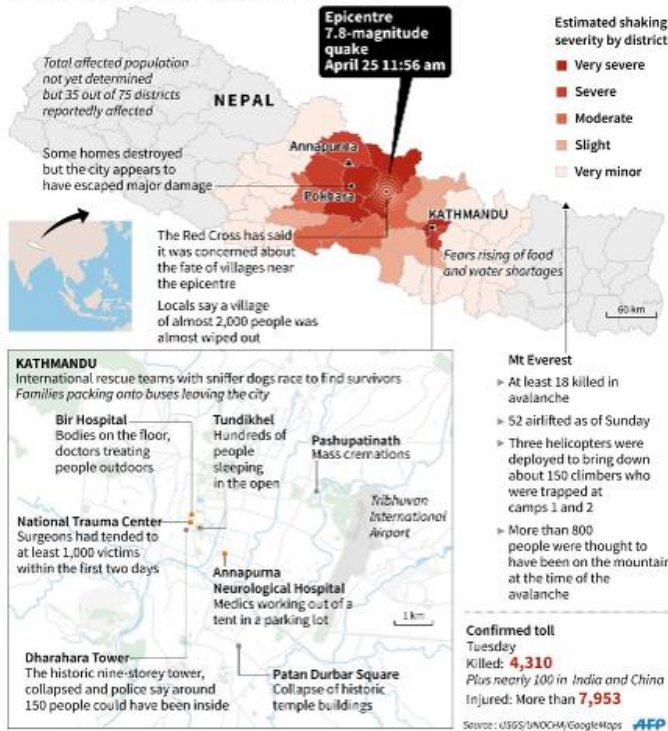 Epicentre
7.8-magnitude
quake
April 25 11:56 am
Estimated shaking
severity by district
Very severe
Severe
Moderate
Slight
Very minor
Total affected population
not yet determined
but 35 out of 75 districts
reportedly affected
NEPAL
Annapurna
Some homes destroyed
but the city appears to
have escaped major damage
Pokhara
KATHMANDU
The Red Cross has said
it was concerned about
the fate of villages near
the epicentre
Fears rising of food
and water shortages
Locals say a village
of almost 2,000 people was
almost wiped out
60 km
Mt Everest
At least 18 killed in
avalanche
52 airlifted as of Sunday
Three helicopters were
deployed to bring down
about 150 climbers who
were trapped at
camps 1 and 2
More than 800
people were thought to
have been on the mountain
at the time of the
avalanche
KATHMANDU
International rescue teams with sniffer dogs race to find survivors
Families packing onto buses leaving the city
Bir Hospital
Bodies on the floor,
doctors treating
people outdoors
Tundikhel
Hundreds of
people
sleeping
in the open
Pashupatinath
Mass cremations
Tribhuvan
International
Airport
National Trauma Center
Surgeons had tended to
at least 1,000 victims
within the first two days
Annapurna
Neurological Hospital
Medics working out of a
tent in a parking lot
1 km
Dharahara Tower
The historic nine-storey tower,
collapsed and police say around
150 people could have been inside
Patan Durbar Square
Collapse of historic
temple buildings
Confirmed toll
Tuesday
Killed: 4,310
Plus nearly 100 in India and China
Injured: More than 7,953
Source: USGS/UNOCHA/GoogleMaps AFP